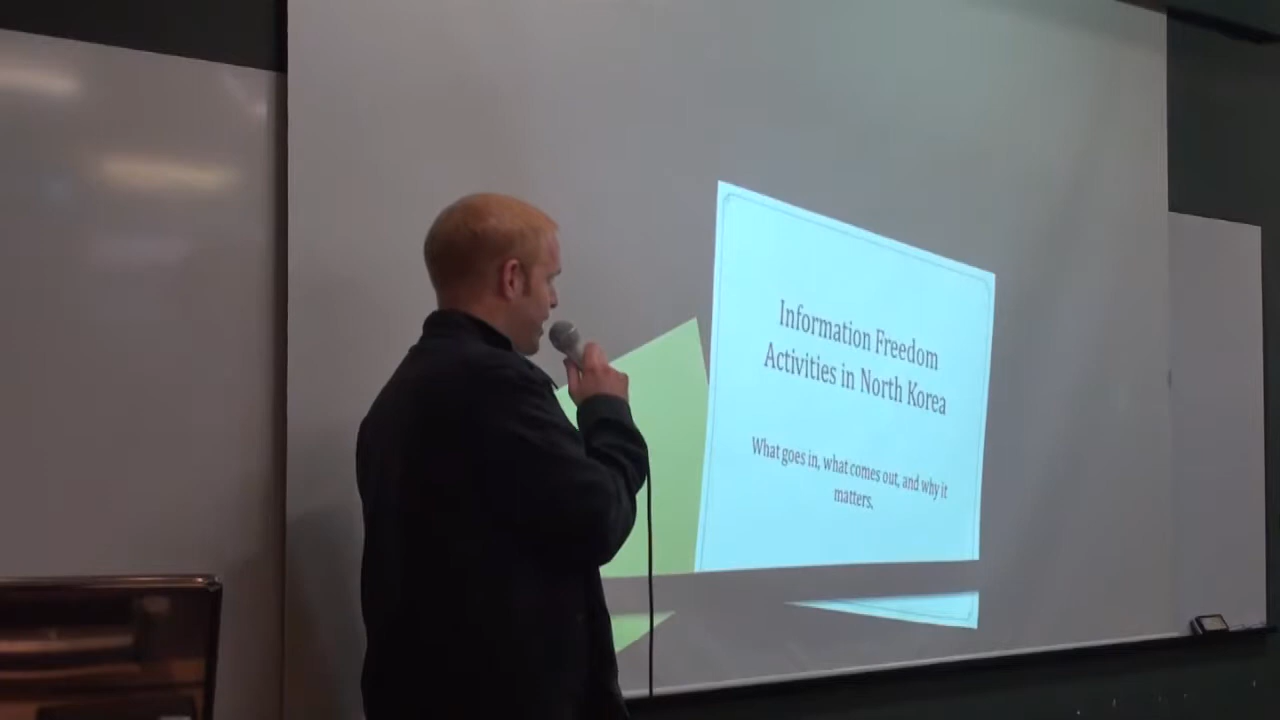 Information Freedom
Activities in North Korea
What goes in, what comes out, and why it
matters.